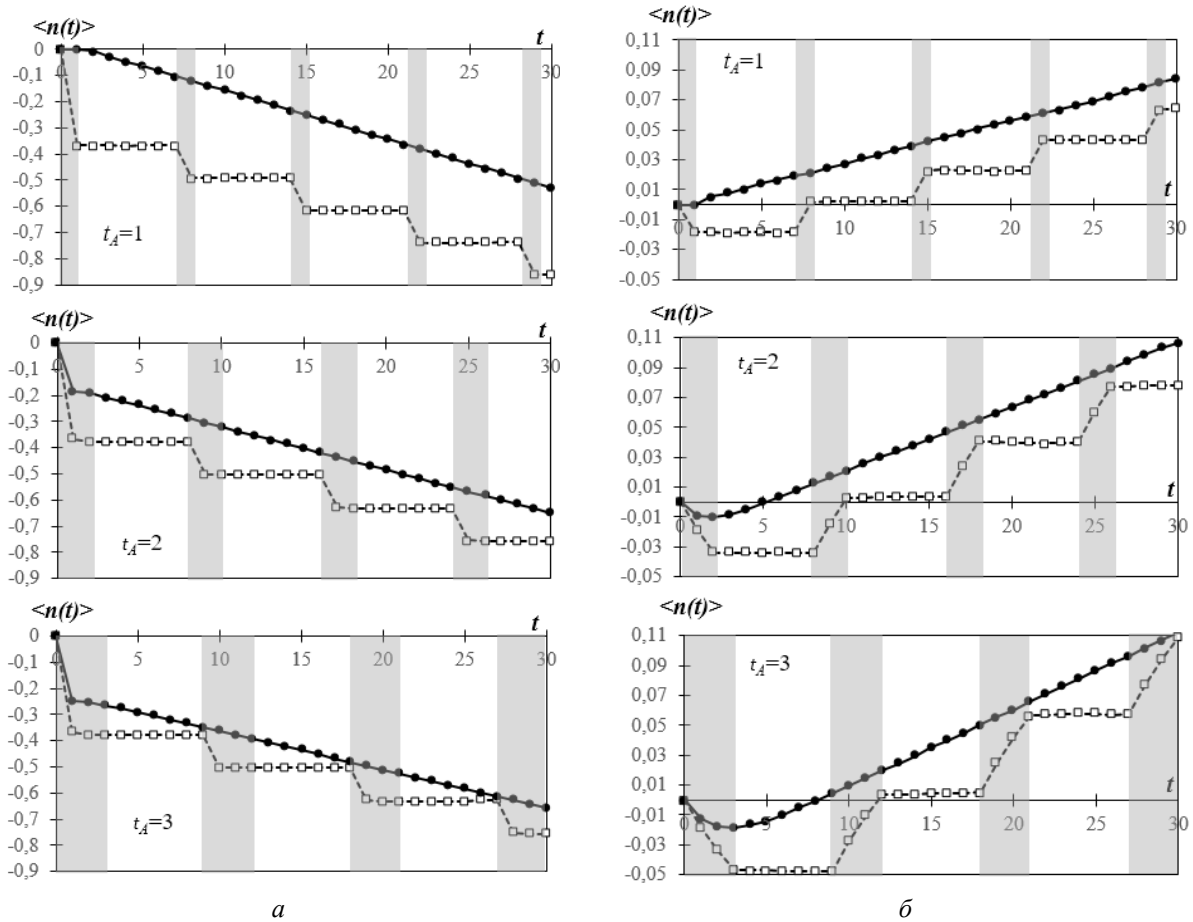 <n(t)>
t
0
0 5 10 15 20 25 30
-0,1
-0,2
-0,3
-0,4
-0,5
-0,6
-0,7
-0,8
-0,9
t_A=1
<n(t)>
0,11
0,09
0,07
0,05
0,03
0,01
-0,01
-0,03
-0,05
t_A=1
t
0 5 10 15 20 25 30
<n(t)>
t
0
0 5 10 15 20 25 30
-0,1
-0,2
-0,3
-0,4
-0,5
-0,6
-0,7
-0,8
-0,9
t_A=2
<n(t)>
0,11
0,09
0,07
0,05
0,03
0,01
-0,01
-0,03
-0,05
t_A=2
t
0 5 10 15 20 25 30
<n(t)>
t
0
0 5 10 15 20 25 30
-0,1
-0,2
-0,3
-0,4
-0,5
-0,6
-0,7
-0,8
-0,9
t_A=3
<n(t)>
0,11
0,09
0,07
0,05
0,03
0,01
-0,01
-0,03
-0,05
t_A=3
t
0 5 10 15 20 25 30
а
б